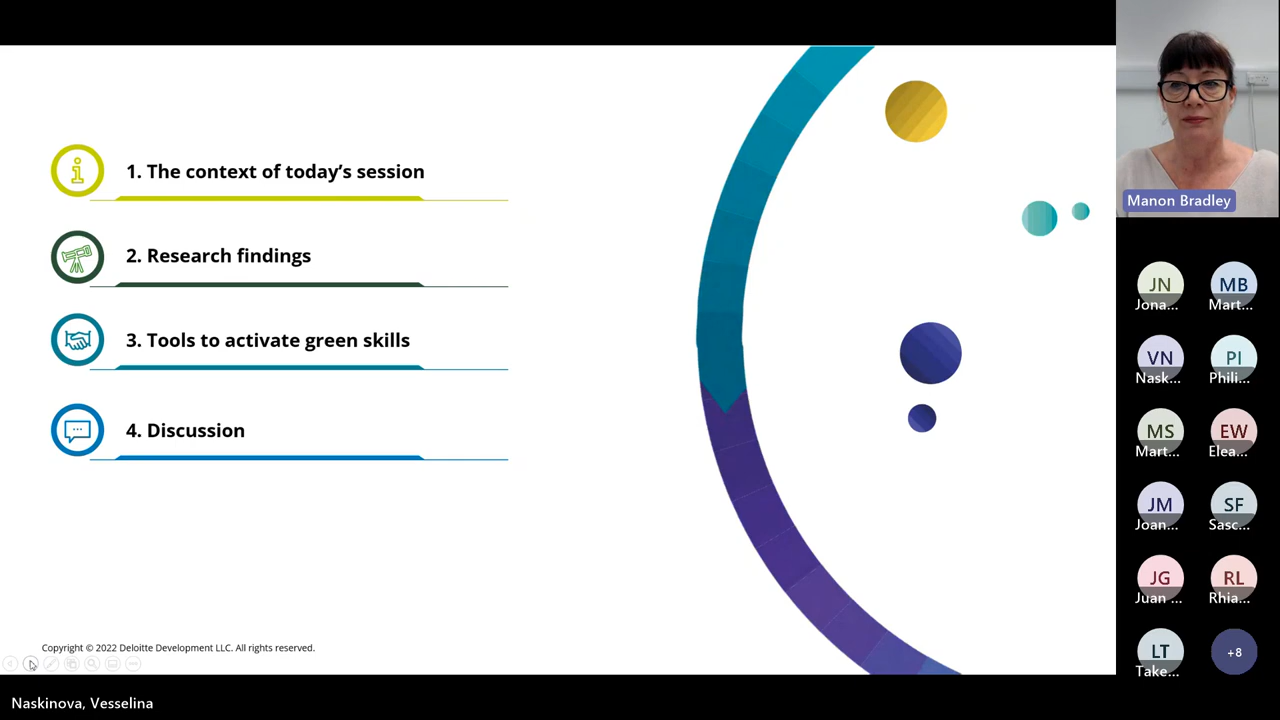 1. The context of today's session
2. Research findings
3. Tools to activate green skills
4. Discussion
Copyright © 2022 Deloitte Development LLC. All rights reserved.
Naskinova, Vesselina
Manon Bradley
JN
Jona...
MB
Mart...
VN
Nask...
PI
Phili...
MS
Mart...
EW
Elea...
JM
Joan...
SF
Sasc...
JG
Juan ...
RL
Rhia...
LT
Take...
+8